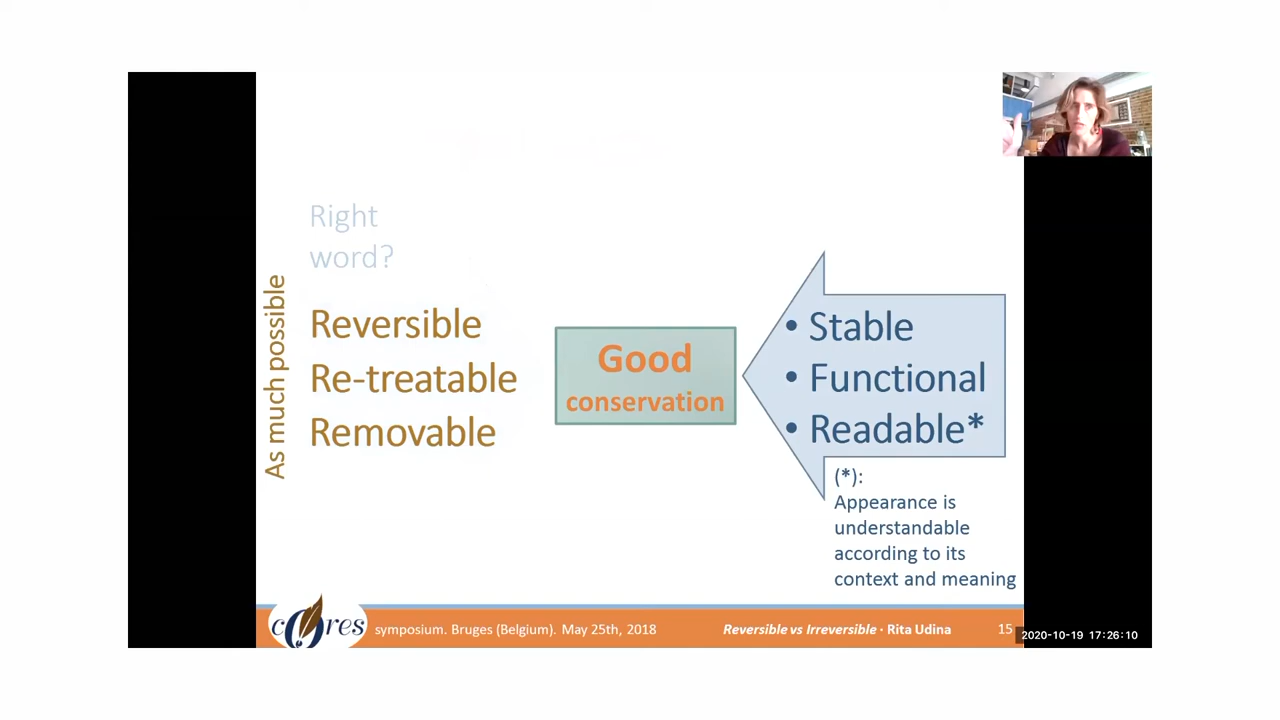 Right
word?
As much possible
Reversible
Re-treatable
Removable
Good
conservation
• Stable
• Functional
• Readable*
(*):
Appearance is
understandable
according to its
context and meaning
cores
symposium. Bruges (Belgium). May 25th, 2018
Reversible vs Irreversible · Rita Udina
15
2020-10-19 17:26:10